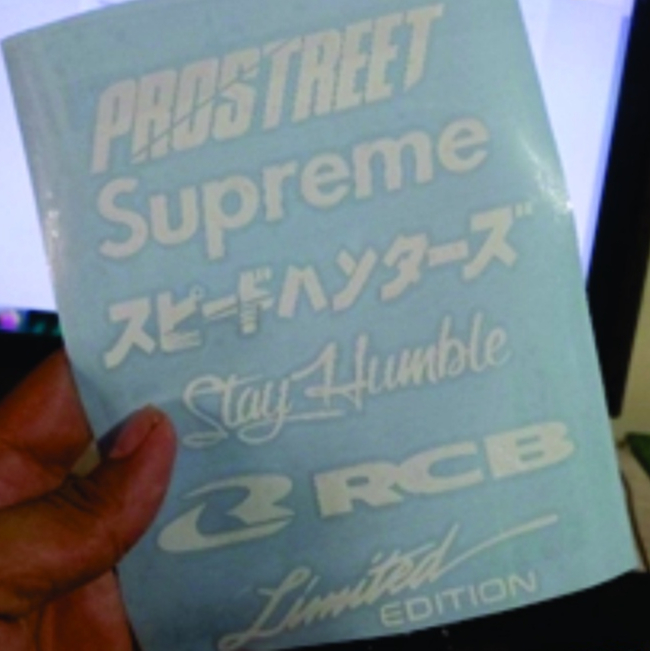 PROSTREET
Supreme
スピードハンターズ
Stay Humble
RCB
Limited
EDITION